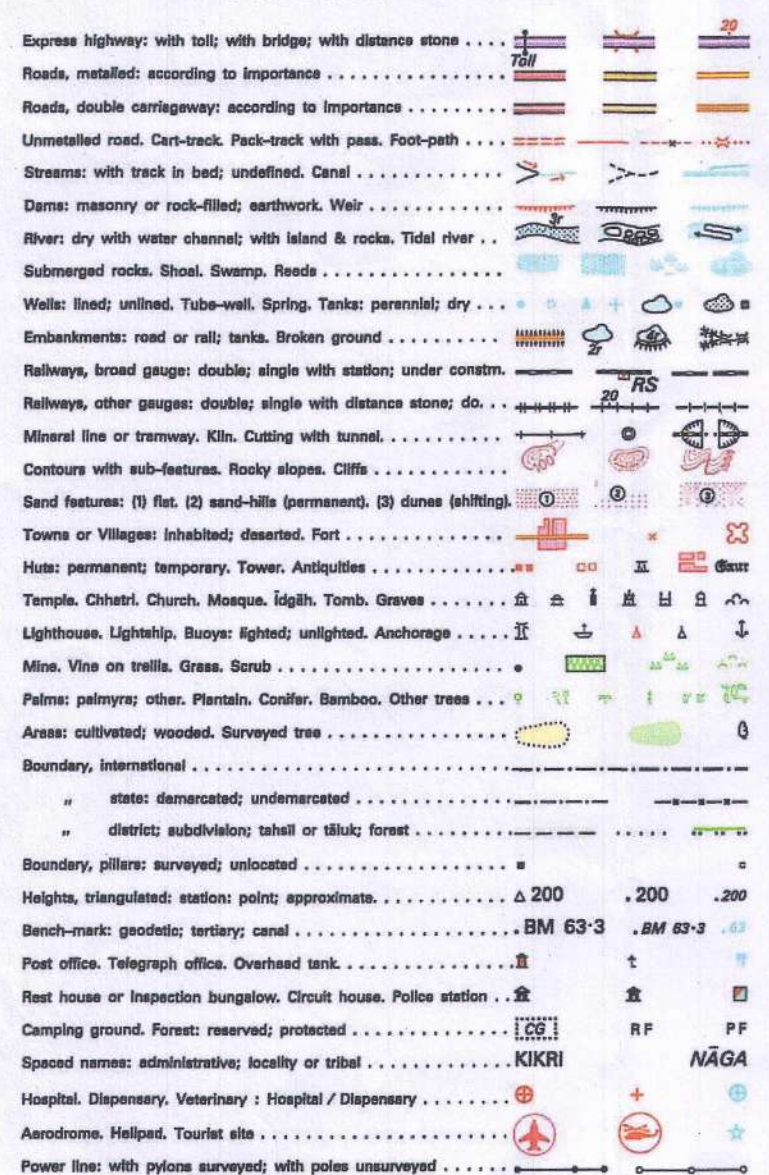 20
Express highway: with toll; with bridge; with distance stone ....
Toll
Roads, metalled: according to importance ..................
Roads, double carriageway: according to importance .........
Unmetalled road. Cart-track. Pack-track with pass. Foot-path ....
Streams: with track in bed; undefined. Canal ................
Dams: masonry or rock-filled; earthwork. Weir ..............
3r
River: dry with water channel; with island & rocks. Tidal river ..
Submerged rocks. Shoal. Swamp. Reeds ...................
Wells: lined; unlined. Tube-well. Spring. Tanks: perennial; dry ...
Embankments: road or rail; tanks. Broken ground ...........
2r 4r
Railways, broad gauge: double; single with station; under constrn.
RS
Railways, other gauges: double; single with distance stone; do. ..
20
Mineral line or tramway. Kiln. Cutting with tunnel. ..........
Contours with sub-features. Rocky slopes. Cliffs .............
Sand features: (1) flat. (2) sand-hills (permanent). (3) dunes (shifting). 1 2 3
Towns or Villages: inhabited; deserted. Fort ................
Huts: permanent; temporary. Tower. Antiquities ............. Gaur
Temple. Chhatri. Church. Mosque. Īdgāh. Tomb. Graves .......
Lighthouse. Lightship. Buoys: lighted; unlighted. Anchorage .....
Mine. Vine on trellis. Grass. Scrub .......................
Palms: palmyra; other. Plantain. Conifer. Bamboo. Other trees ...
Areas: cultivated; wooded. Surveyed tree ..................
Boundary, international ................................
„ state: demarcated; undemarcated ...............
„ district; subdivision; tahsīl or tāluk; forest ..........
Boundary, pillars: surveyed; unlocated ....................
Heights, triangulated: station: point; approximate. ........... 200 .200 .200
Bench-mark: geodetic; tertiary; canal ..................... .BM 63·3 .BM 63·3 .63
Post office. Telegraph office. Overhead tank. ................ t
Rest house or Inspection bungalow. Circuit house. Police station ..
Camping ground. Forest: reserved; protected ............... CG RF PF
Spaced names: administrative; locality or tribal .............. KIKRI NĀGA
Hospital. Dispensary. Veterinary : Hospital / Dispensary .......
Aerodrome. Helipad. Tourist site .........................
Power line: with pylons surveyed; with poles unsurveyed ......